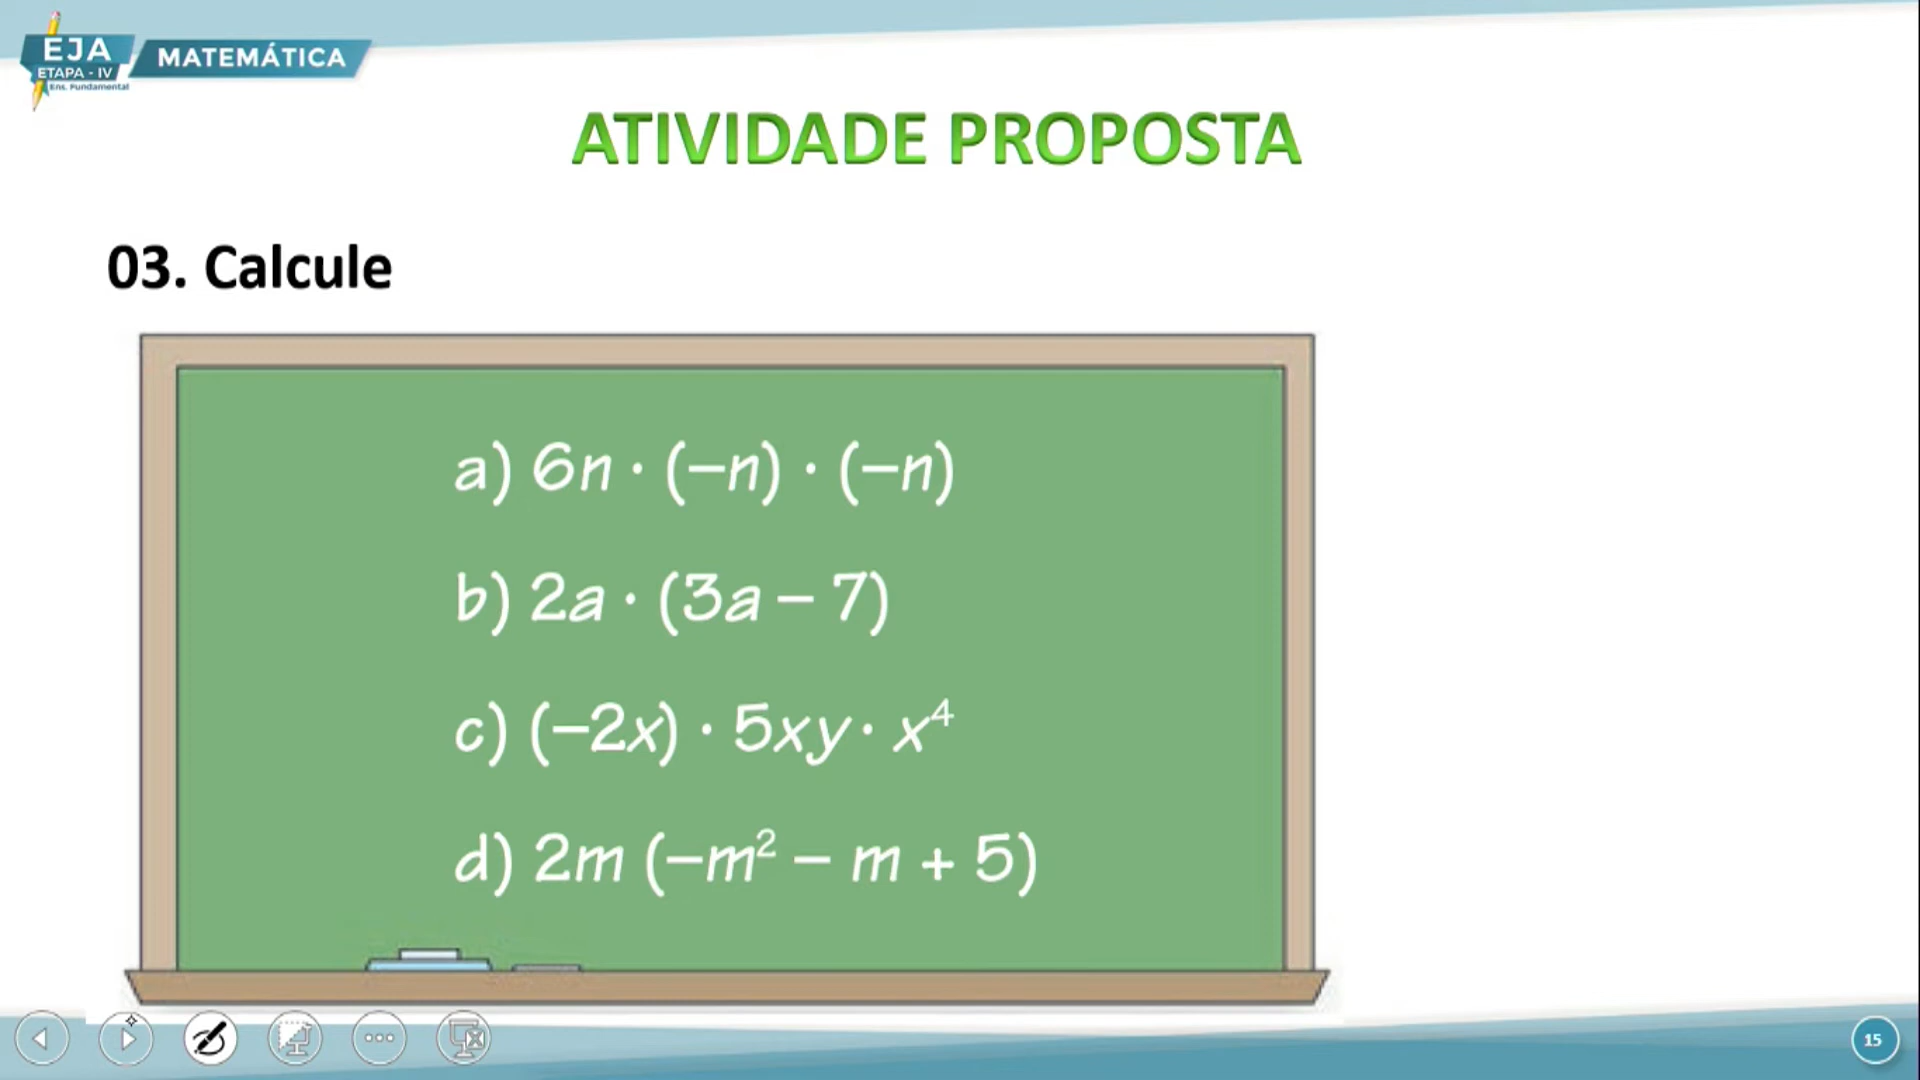 EJA
ETAPA - IV
Ens. Fundamental
MATEMÁTICA
ATIVIDADE PROPOSTA
03. Calcule
a) 6n · (–n) · (–n)
b) 2a · (3a – 7)
c) (–2x) · 5xy · x⁴
d) 2m (–m² – m + 5)
15